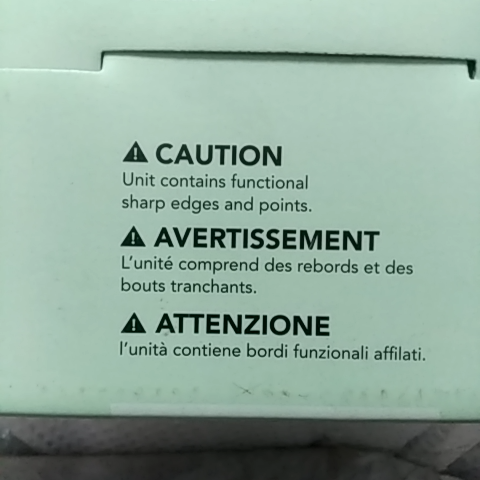 ⚠ CAUTION
Unit contains functional
sharp edges and points.
⚠ AVERTISSEMENT
L'unité comprend des rebords et des
bouts tranchants.
⚠ ATTENZIONE
l'unità contiene bordi funzionali affilati.